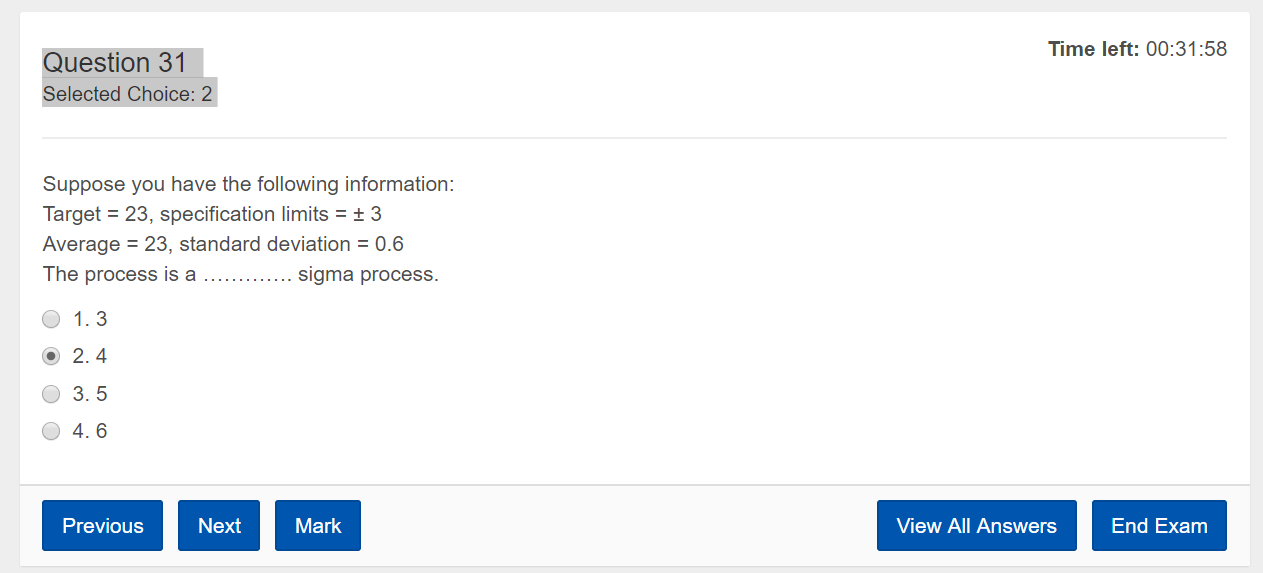 Question 31
Time left: 00:31:58
Selected Choice: 2
Suppose you have the following information:
Target = 23, specification limits = ± 3
Average = 23, standard deviation = 0.6
The process is a …………. sigma process.
1. 3
2. 4
3. 5
4. 6
Previous Next Mark View All Answers End Exam